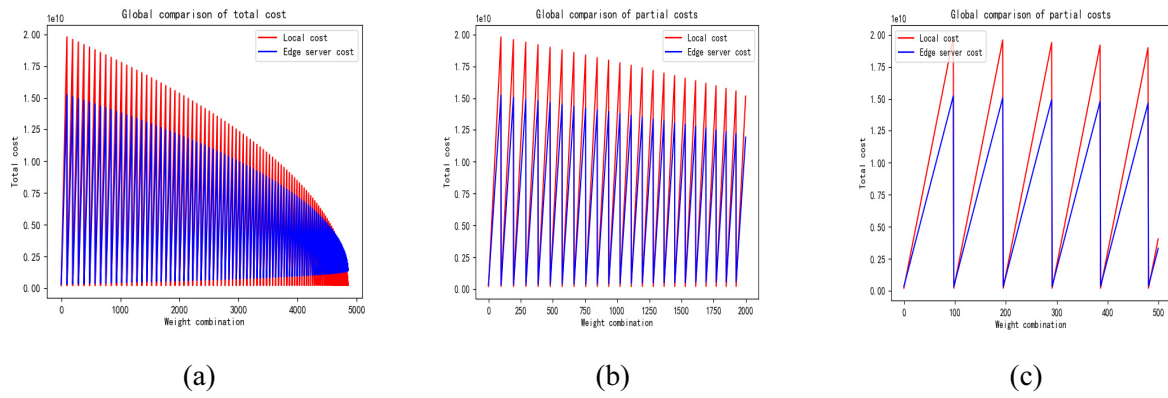 Global comparison of total cost
1e10
Local cost
Edge server cost
Total cost
2.00
1.75
1.50
1.25
1.00
0.75
0.50
0.25
0.00
0 1000 2000 3000 4000 5000
Weight combination
(a)
Global comparison of partial costs
1e10
Local cost
Edge server cost
Total cost
2.00
1.75
1.50
1.25
1.00
0.75
0.50
0.25
0.00
0 250 500 750 1000 1250 1500 1750 2000
Weight combination
(b)
Global comparison of partial costs
1e10
Local cost
Edge server cost
Total cost
2.00
1.75
1.50
1.25
1.00
0.75
0.50
0.25
0.00
0 100 200 300 400 500
Weight combination
(c)